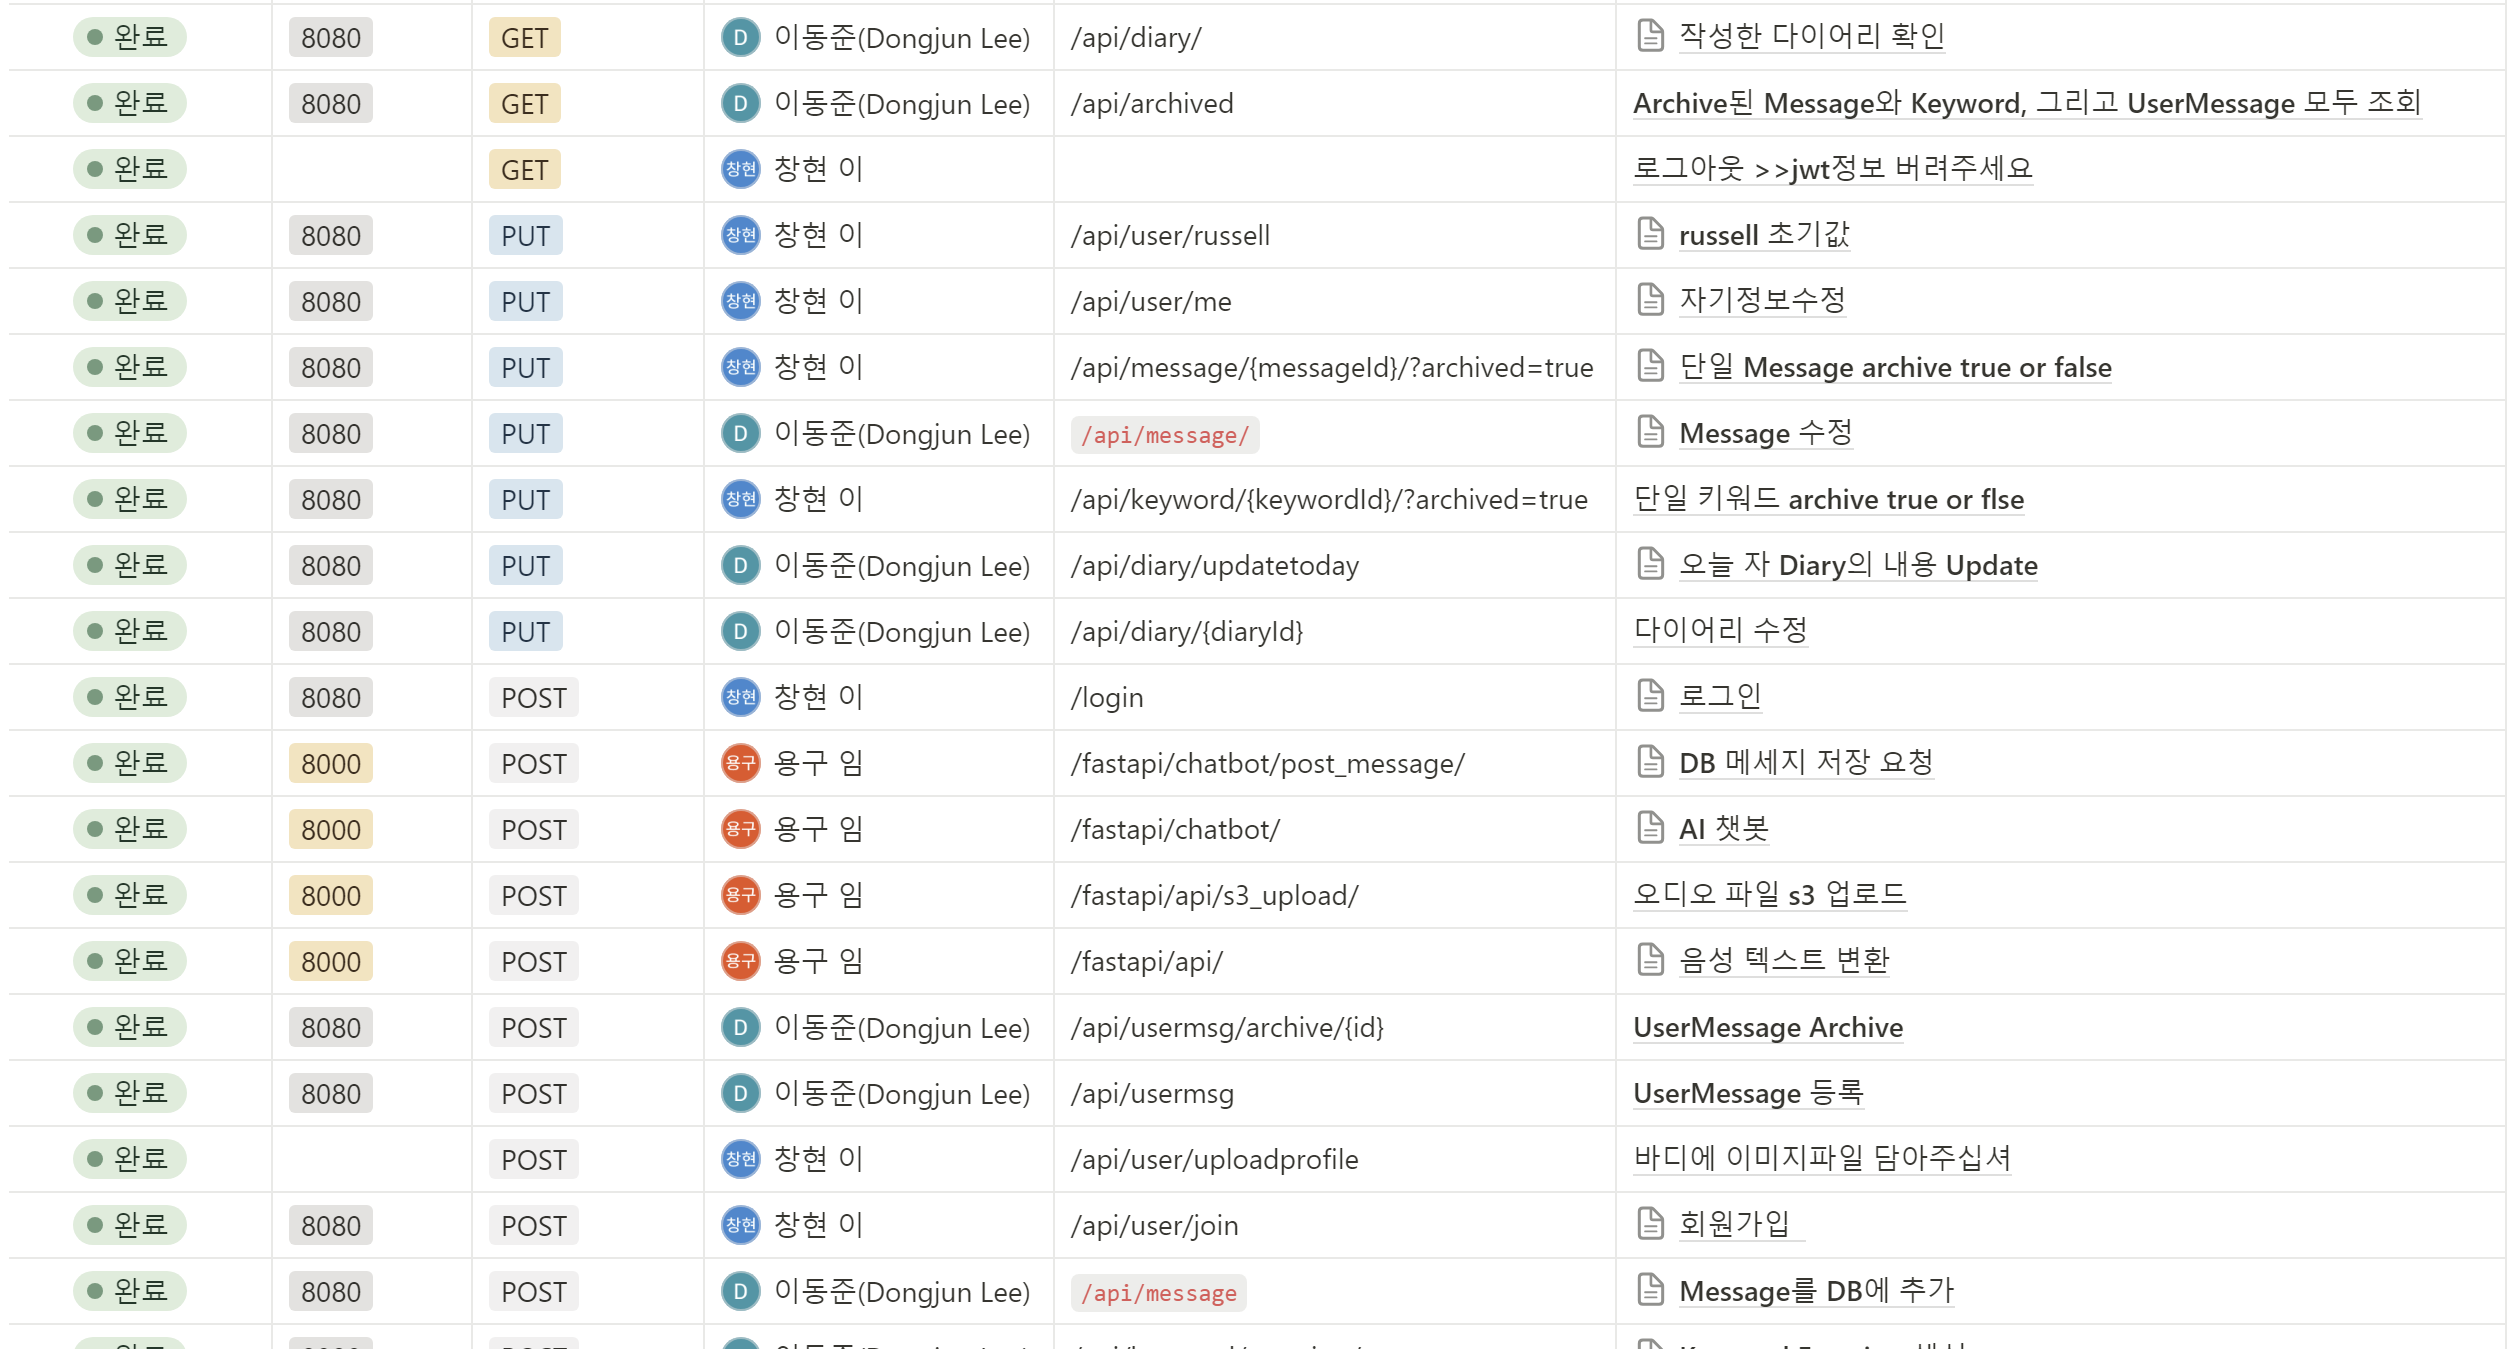 완료 8080 GET D 이동준(Dongjun Lee) /api/diary/ 작성한 다이어리 확인
완료 8080 GET D 이동준(Dongjun Lee) /api/archived Archive된 Message와 Keyword, 그리고 UserMessage 모두 조회
완료 GET 창현 창현 이 로그아웃 >>jwt정보 버려주세요
완료 8080 PUT 창현 창현 이 /api/user/russell russell 초기값
완료 8080 PUT 창현 창현 이 /api/user/me 자기정보수정
완료 8080 PUT 창현 창현 이 /api/message/{messageId}/?archived=true 단일 Message archive true or false
완료 8080 PUT D 이동준(Dongjun Lee) /api/message/ Message 수정
완료 8080 PUT 창현 창현 이 /api/keyword/{keywordId}/?archived=true 단일 키워드 archive true or flse
완료 8080 PUT D 이동준(Dongjun Lee) /api/diary/updatetoday 오늘 자 Diary의 내용 Update
완료 8080 PUT D 이동준(Dongjun Lee) /api/diary/{diaryId} 다이어리 수정
완료 8080 POST 창현 창현 이 /login 로그인
완료 8000 POST 용구 용구 임 /fastapi/chatbot/post_message/ DB 메세지 저장 요청
완료 8000 POST 용구 용구 임 /fastapi/chatbot/ AI 챗봇
완료 8000 POST 용구 용구 임 /fastapi/api/s3_upload/ 오디오 파일 s3 업로드
완료 8000 POST 용구 용구 임 /fastapi/api/ 음성 텍스트 변환
완료 8080 POST D 이동준(Dongjun Lee) /api/usermsg/archive/{id} UserMessage Archive
완료 8080 POST D 이동준(Dongjun Lee) /api/usermsg UserMessage 등록
완료 POST 창현 창현 이 /api/user/uploadprofile 바디에 이미지파일 담아주십셔
완료 8080 POST 창현 창현 이 /api/user/join 회원가입
완료 8080 POST D 이동준(Dongjun Lee) /api/message Message를 DB에 추가